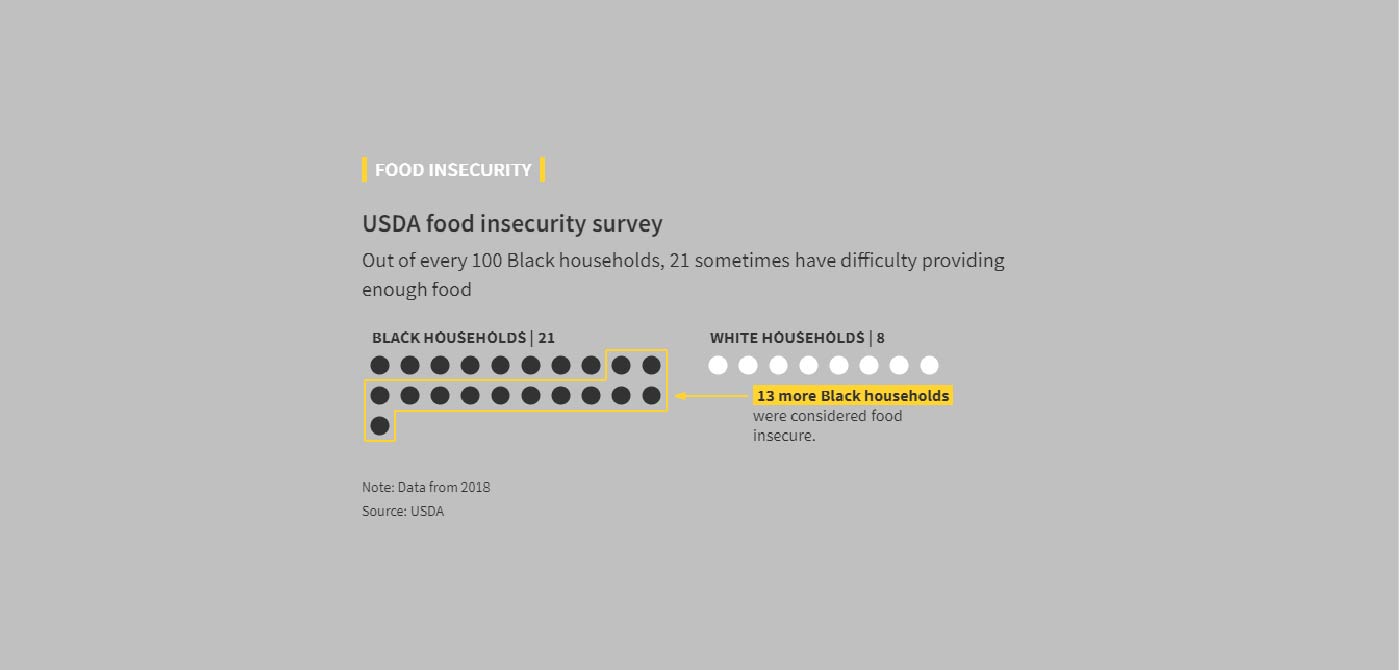 FOOD INSECURITY
USDA food insecurity survey
Out of every 100 Black households, 21 sometimes have difficulty providing
enough food
BLACK HOUSEHOLDS | 21
WHITE HOUSEHOLDS | 8
13 more Black households
were considered food
insecure.
Note: Data from 2018
Source: USDA